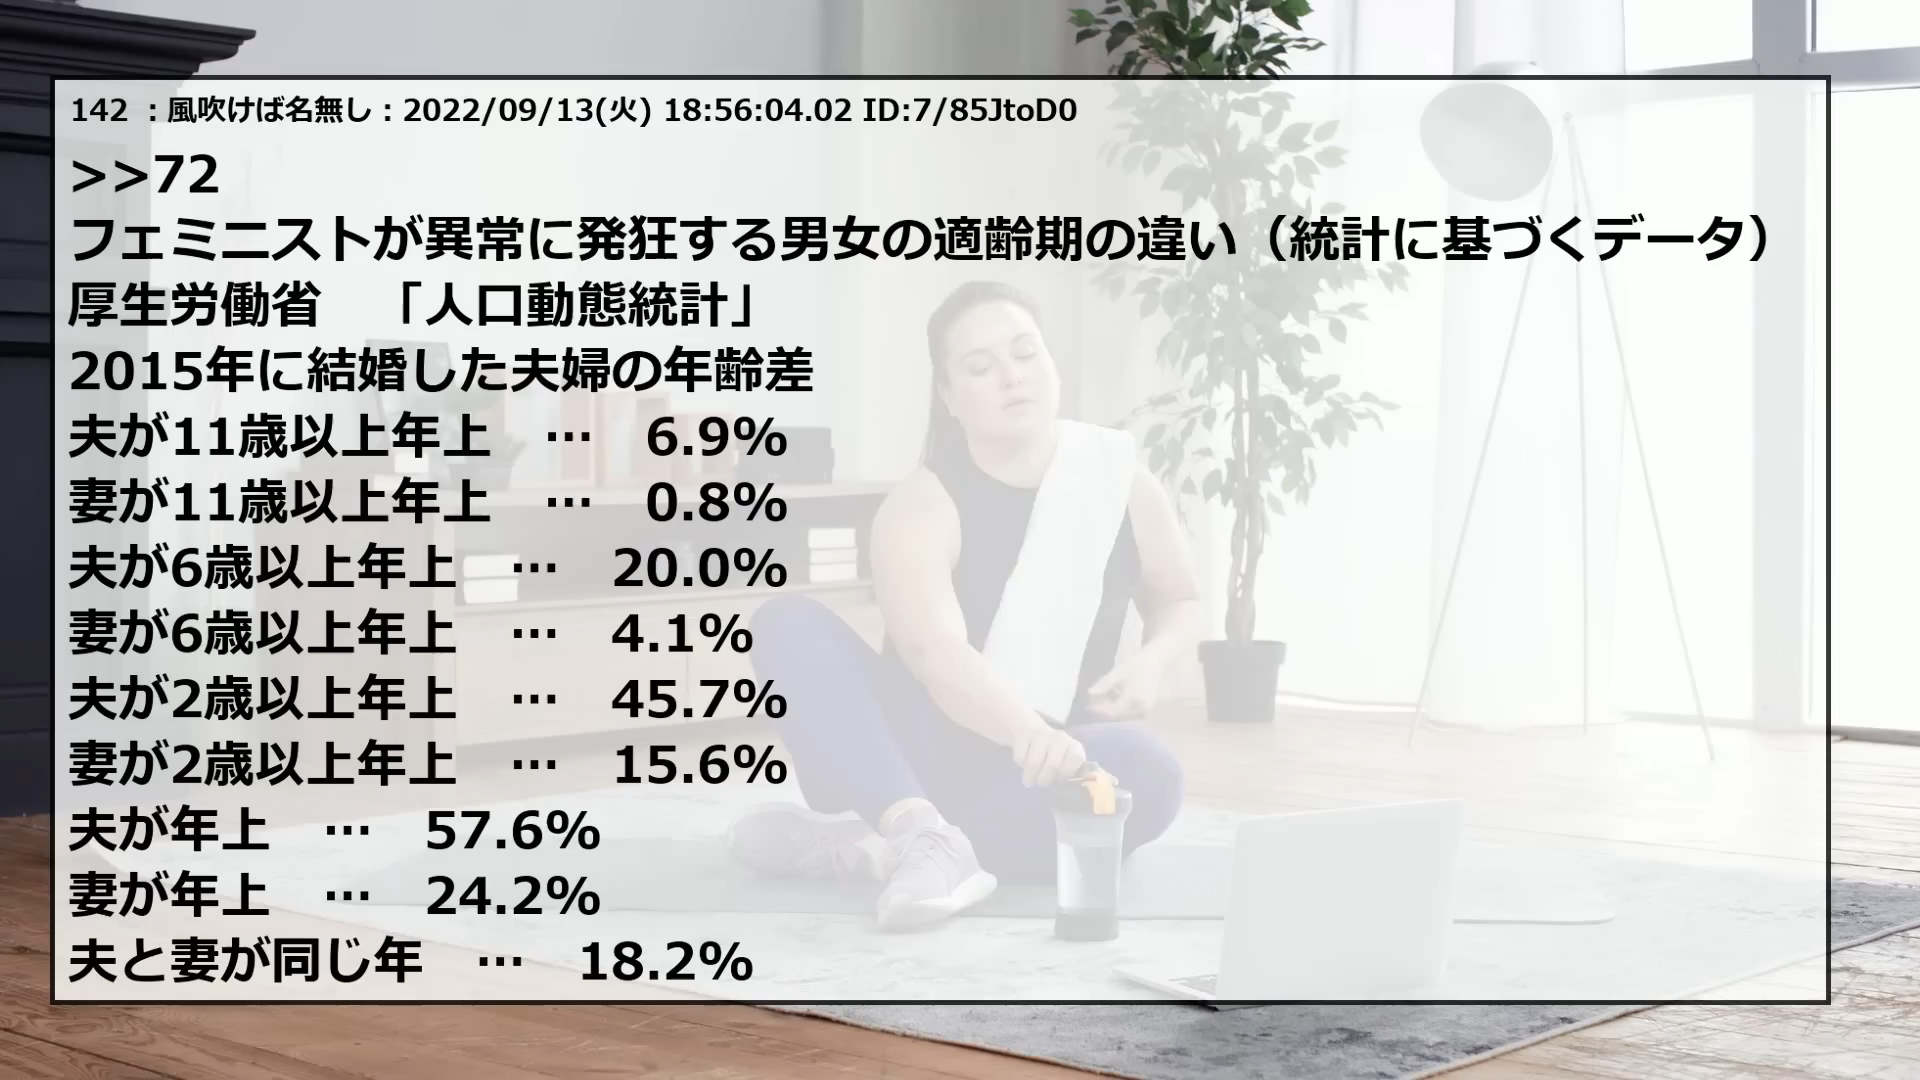 142 ：風吹けば名無し：2022/09/13(火) 18:56:04.02 ID:7/85JtoD0
>>72
フェミニストが異常に発狂する男女の適齢期の違い（統計に基づくデータ）
厚生労働省　「人口動態統計」
2015年に結婚した夫婦の年齢差
夫が11歳以上年上　…　6.9%
妻が11歳以上年上　…　0.8%
夫が6歳以上年上　…　20.0%
妻が6歳以上年上　…　4.1%
夫が2歳以上年上　…　45.7%
妻が2歳以上年上　…　15.6%
夫が年上　…　57.6%
妻が年上　…　24.2%
夫と妻が同じ年　…　18.2%